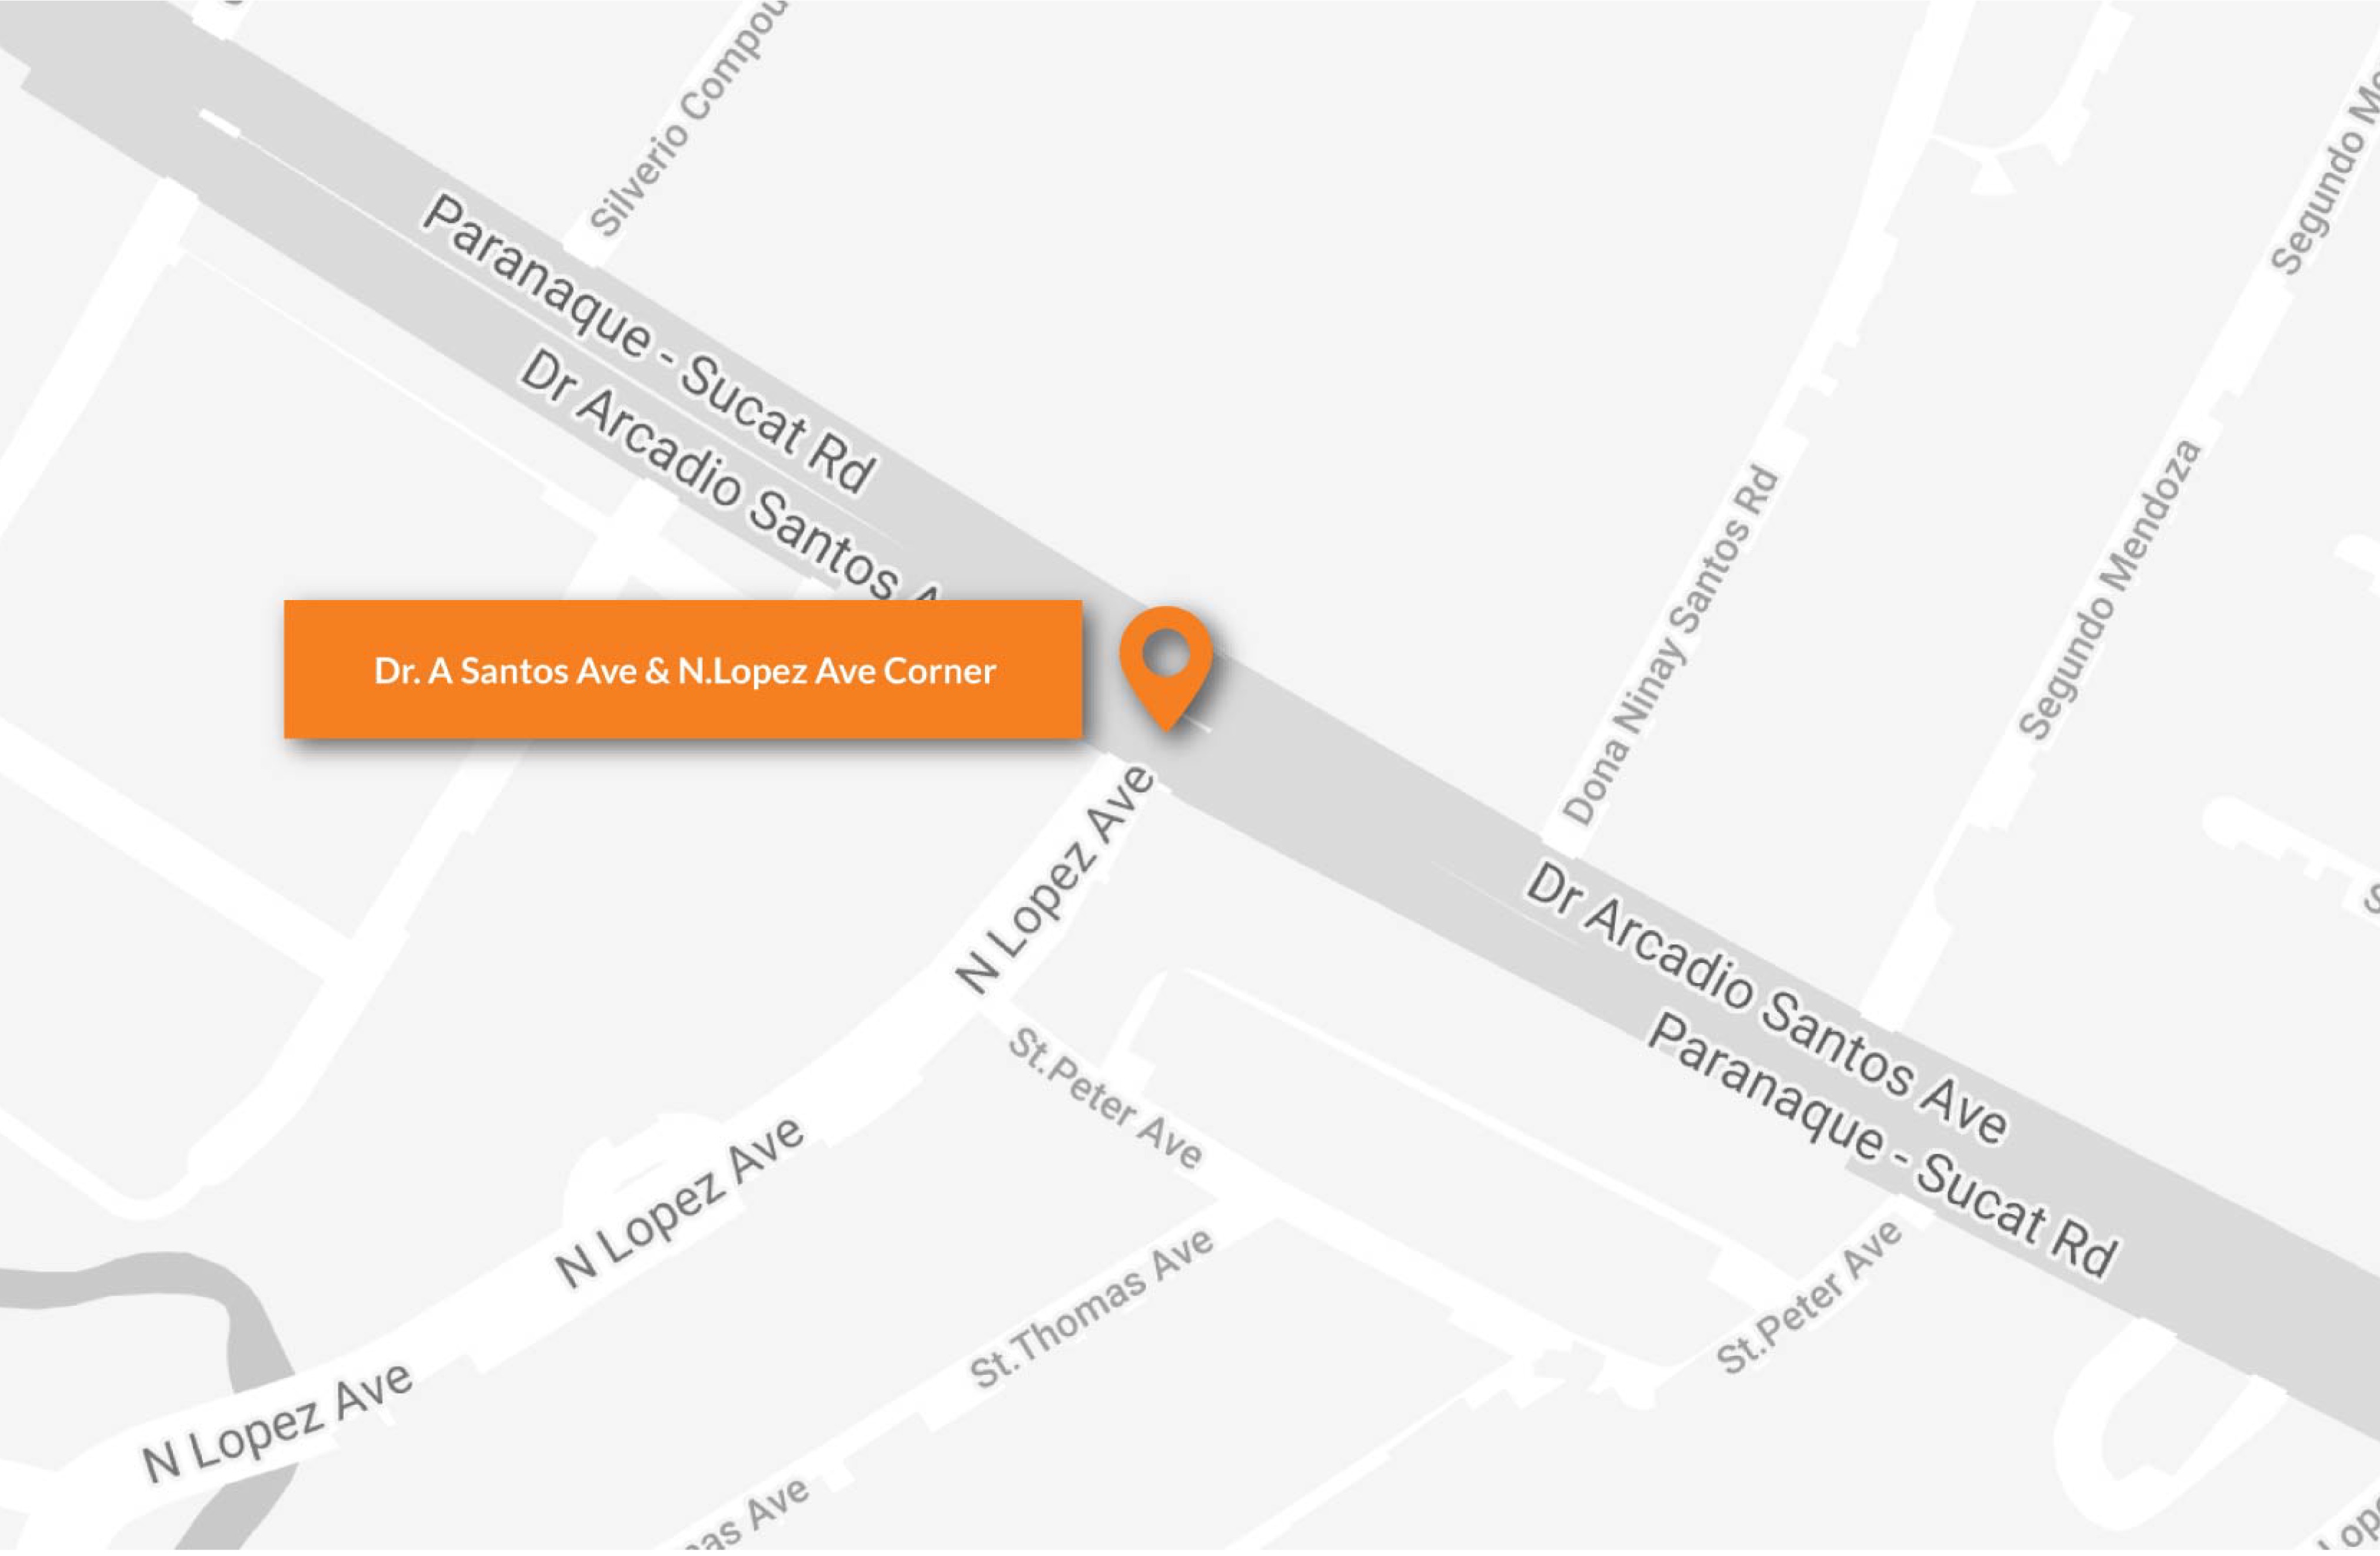 Silverio Compou
Segundo
Paranaque - Sucat Rd
Dr Arcadio Santos
Segundo Mendoza
Dona Ninay Santos Rd
Dr. A Santos Ave & N.Lopez Ave Corner
N Lopez Ave
Dr Arcadio Santos Ave
Paranaque - Sucat Rd
St.Peter Ave
N Lopez Ave
St.Thomas Ave
St.Peter Ave
N Lopez Ave
Ave